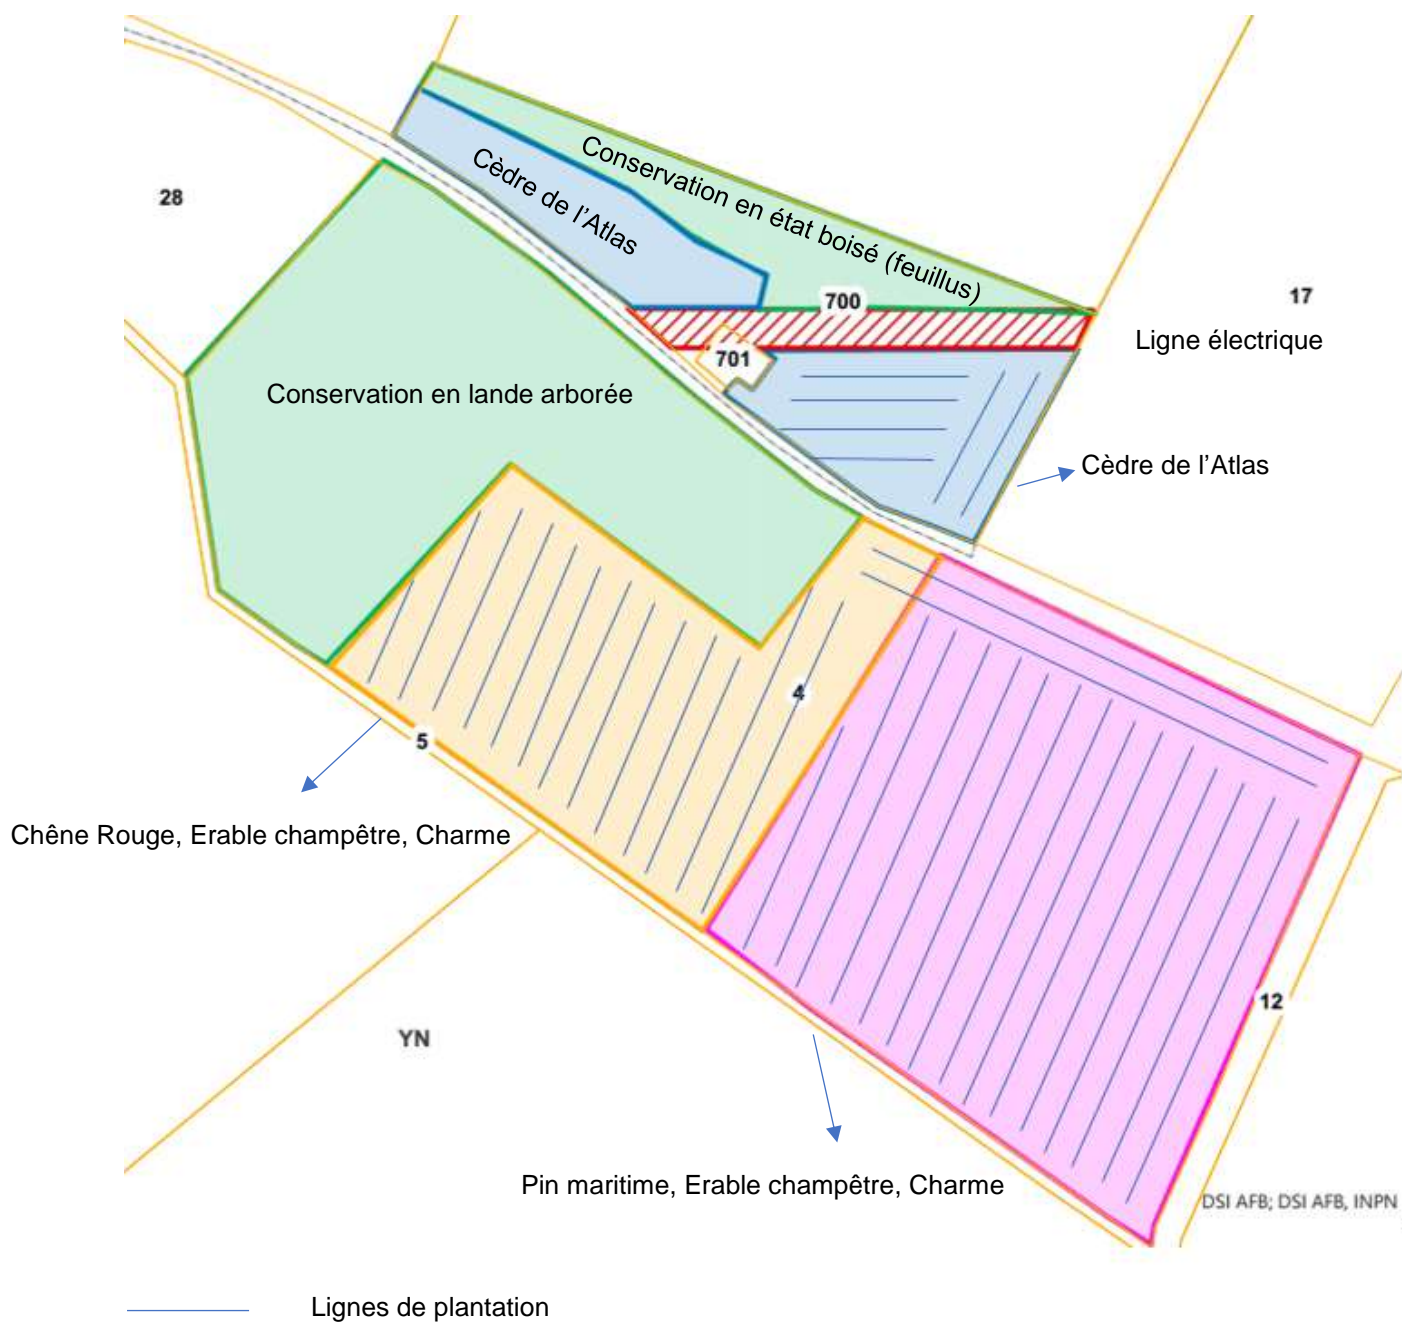 Conservation en état boisé (feuillus)
Cèdre de l’Atlas
28
700
17
Ligne électrique
701
Conservation en lande arborée
Cèdre de l’Atlas
4
5
Chêne Rouge, Erable champêtre, Charme
12
YN
Pin maritime, Erable champêtre, Charme
DSI AFB; DSI AFB, INPN
Lignes de plantation